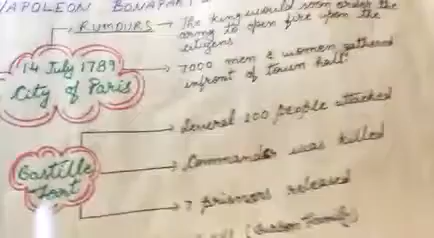 NAPOLEON BONAPART
RUMOURS → The king would soon order the
army to open fire upon the
citizens
14 July 1789
City of Paris
7000 men & women gathered
infront of town hall
Bastille
Fort
Several 100 people attacked
Commander was killed
7 prisoners released